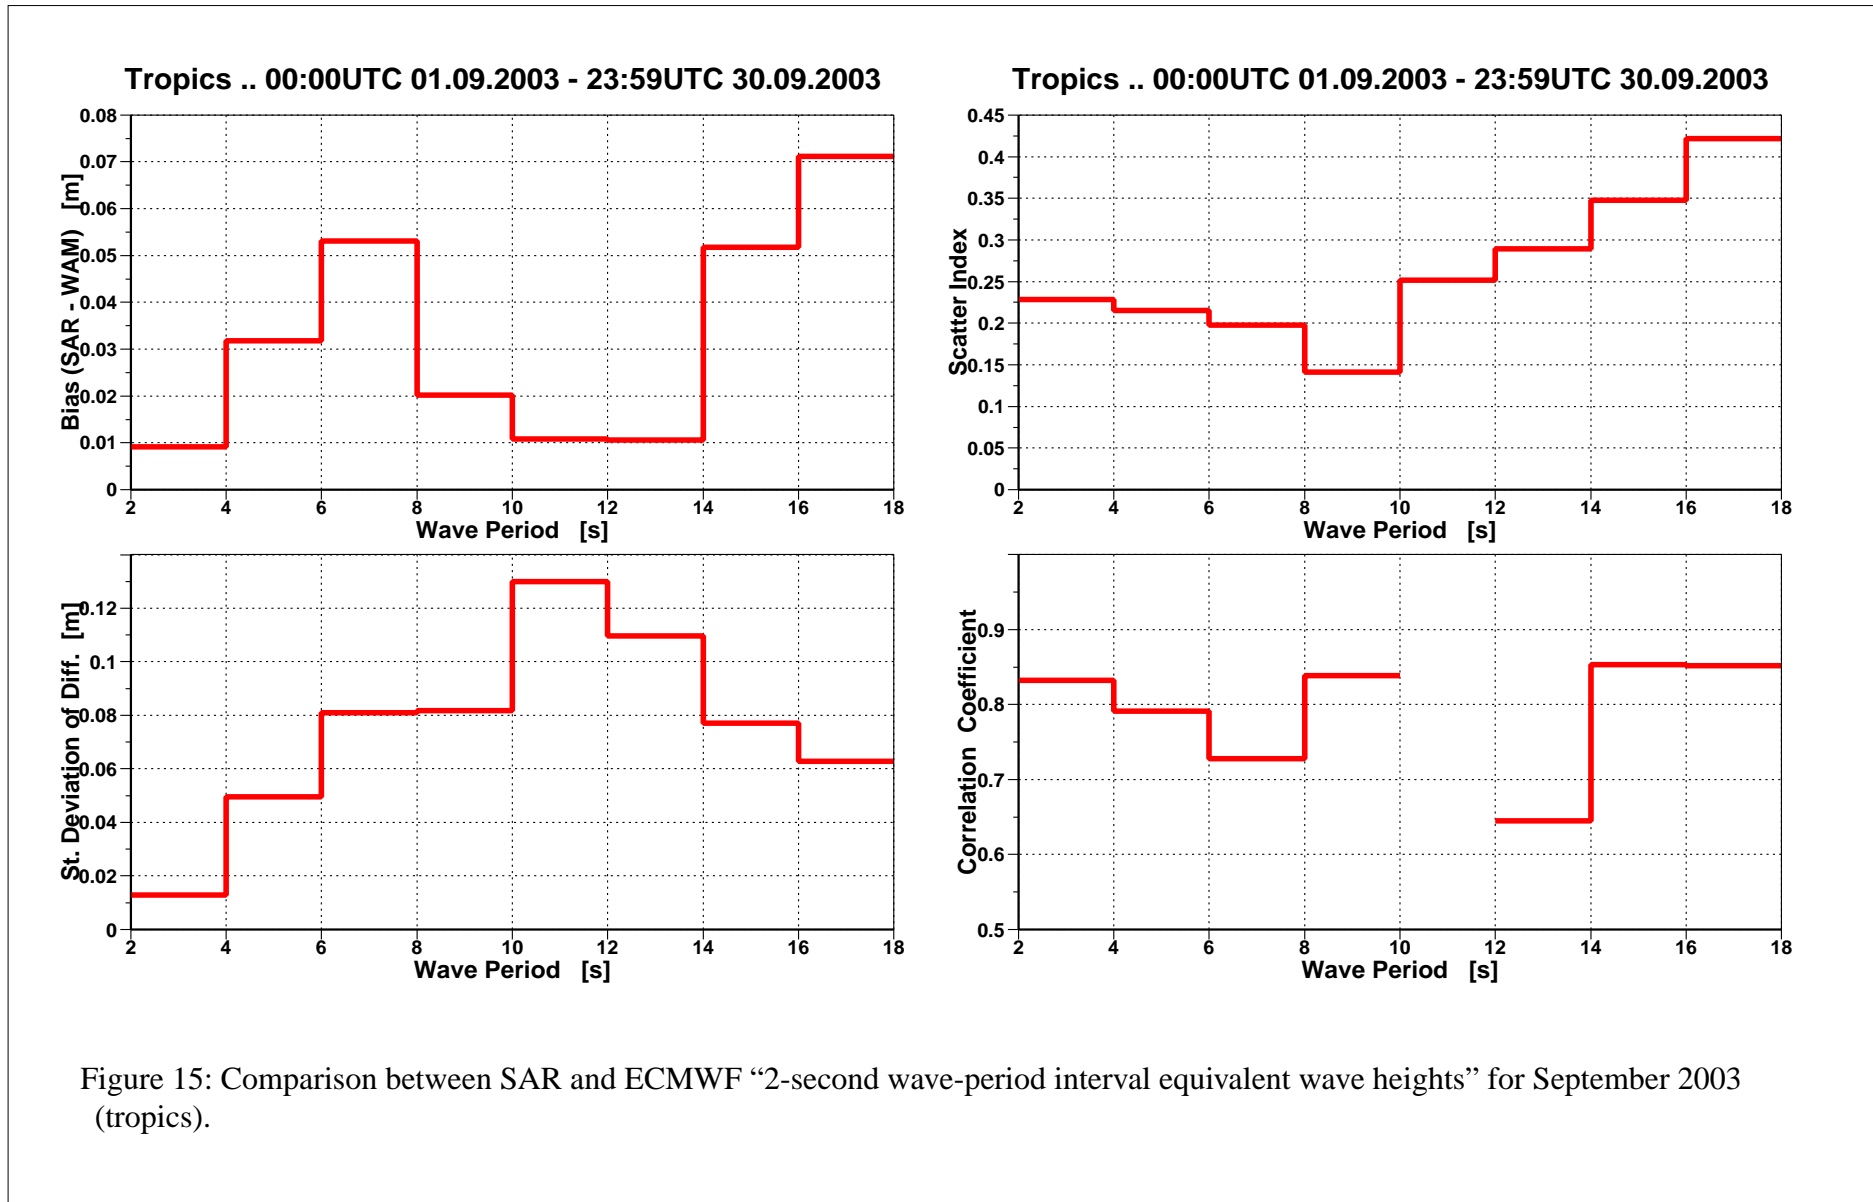 Tropics .. 00:00UTC 01.09.2003 - 23:59UTC 30.09.2003
0.08
0.07
0.06
0.05
0.04
0.03
0.02
0.01
0
Bias (SAR - WAM) [m]
2 4 6 8 10 12 14 16 18
Wave Period [s]
Tropics .. 00:00UTC 01.09.2003 - 23:59UTC 30.09.2003
0.45
0.4
0.35
0.3
0.25
0.2
0.15
0.1
0.05
0
Scatter Index
2 4 6 8 10 12 14 16 18
Wave Period [s]
0.12
0.1
0.08
0.06
0.04
0.02
0
St. Deviation of Diff. [m]
2 4 6 8 10 12 14 16 18
Wave Period [s]
0.9
0.8
0.7
0.6
0.5
Correlation Coefficient
2 4 6 8 10 12 14 16 18
Wave Period [s]
Figure 15: Comparison between SAR and ECMWF “2-second wave-period interval equivalent wave heights” for September 2003
(tropics).